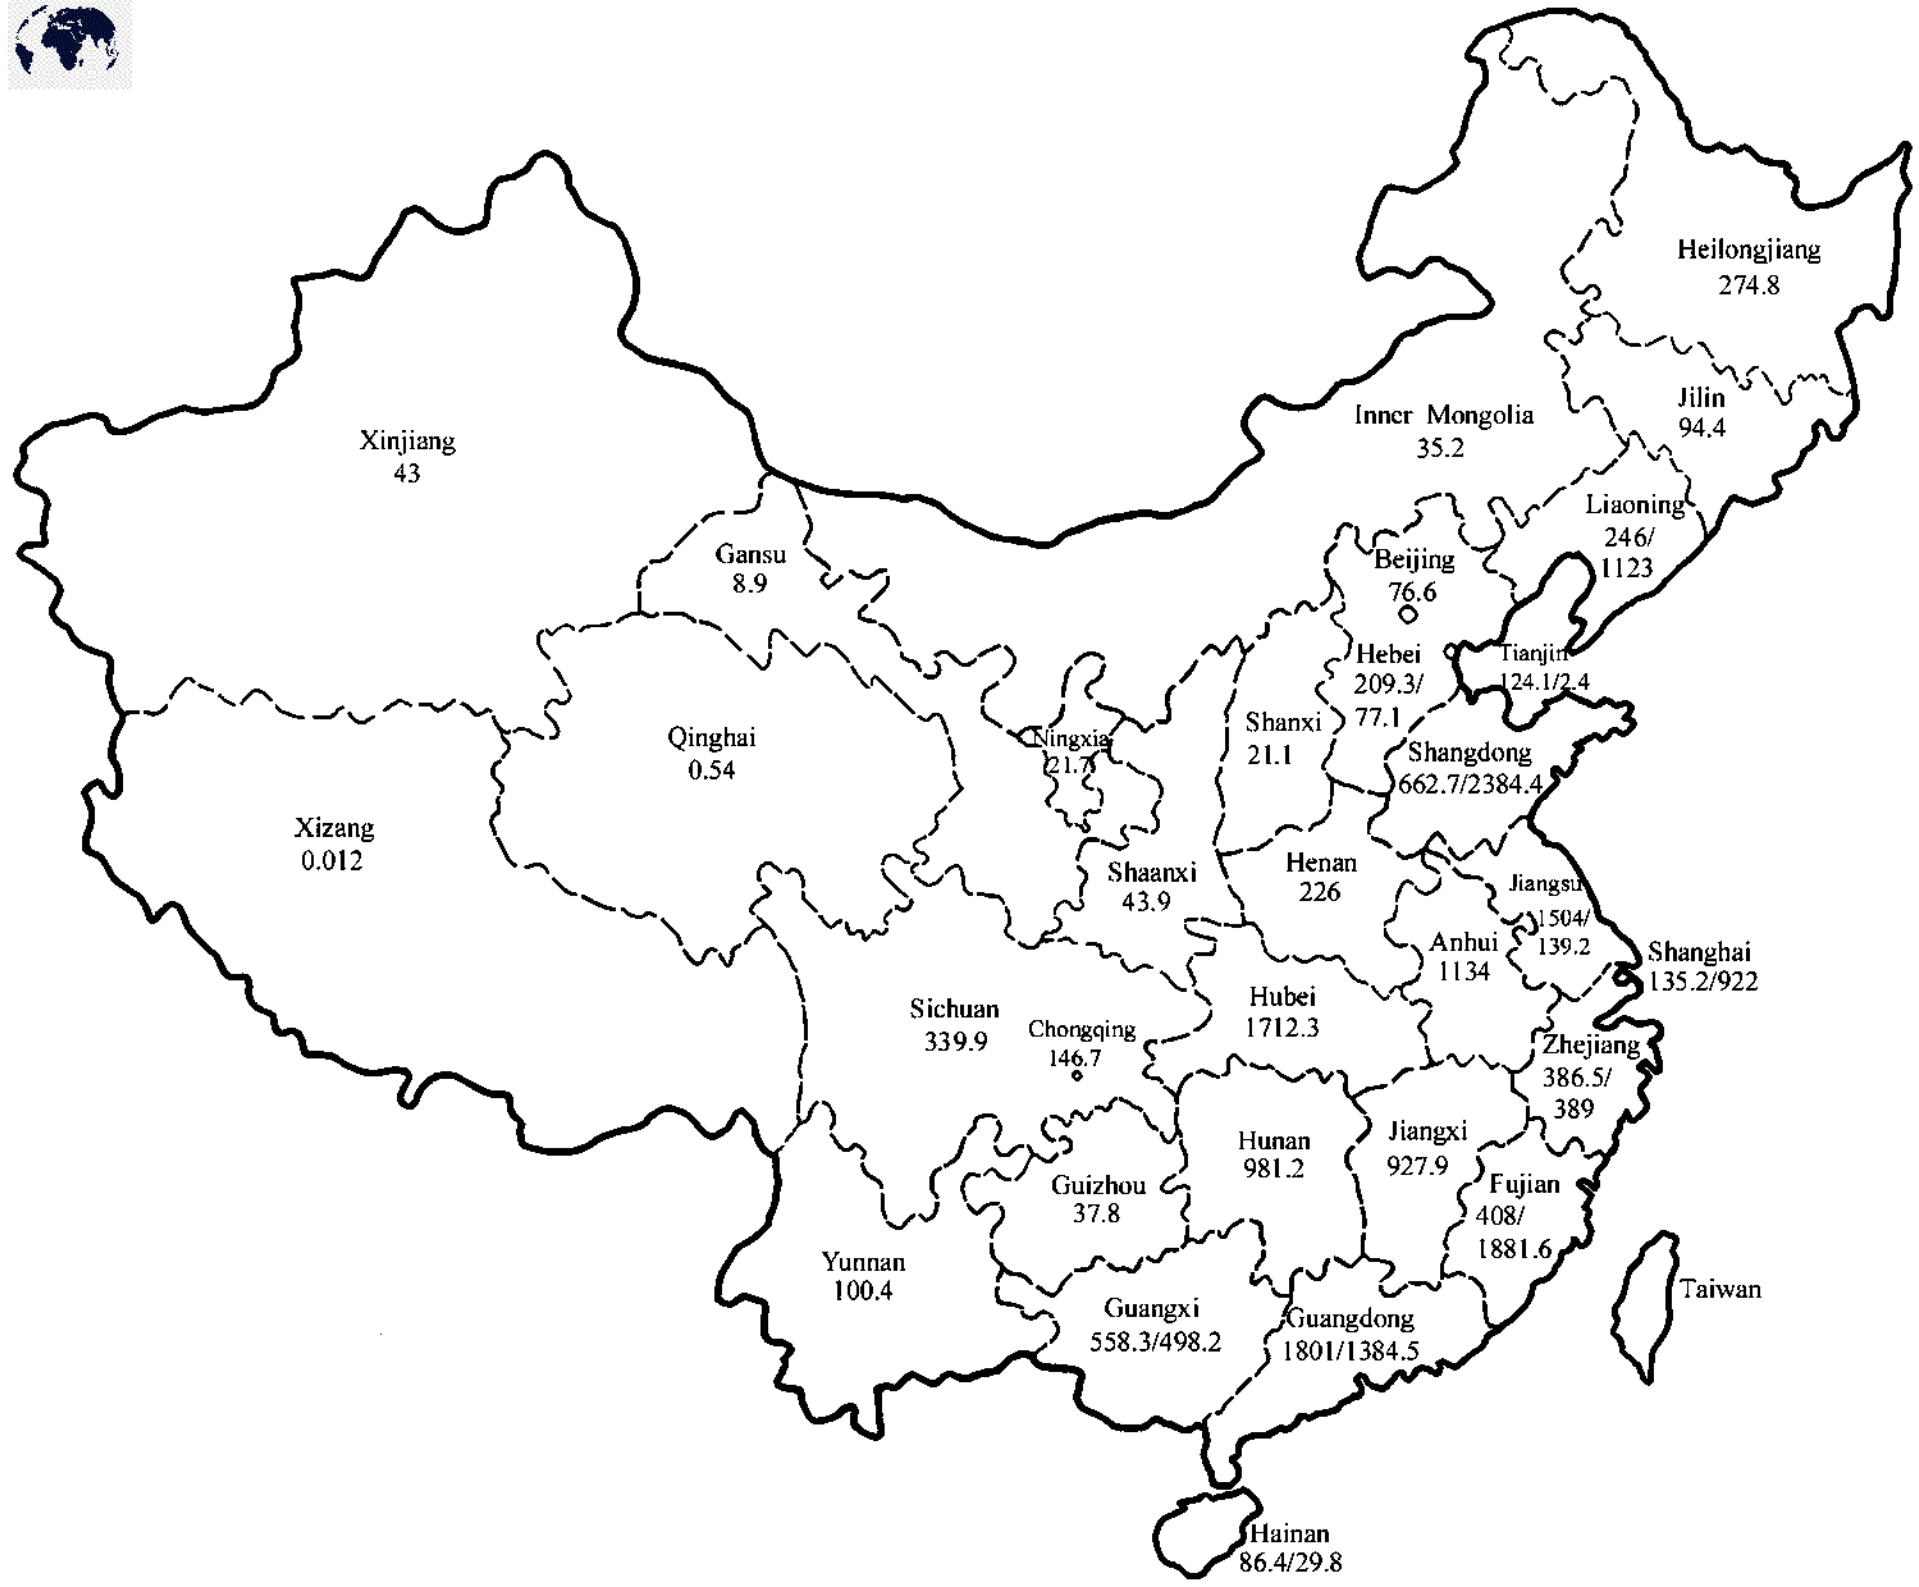 Heilongjiang
274.8
Jilin
94.4
Inner Mongolia
35.2
Xinjiang
43
Liaoning
246/
1123
Gansu
8.9
Beijing
76.6
Hebei
209.3/
77.1
Tianjin
124.1/2.4
Qinghai
0.54
Ningxia
21.7
Shanxi
21.1
Shangdong
662.7/2384.4
Xizang
0.012
Shaanxi
43.9
Henan
226
Jiangsu
1504/
139.2
Anhui
1134
Shanghai
135.2/922
Sichuan
339.9
Chongqing
146.7
Hubei
1712.3
Zhejiang
386.5/
389
Hunan
981.2
Jiangxi
927.9
Guizhou
37.8
Fujian
408/
1881.6
Yunnan
100.4
Guangxi
558.3/498.2
Guangdong
1801/1384.5
Taiwan
Hainan
86.4/29.8